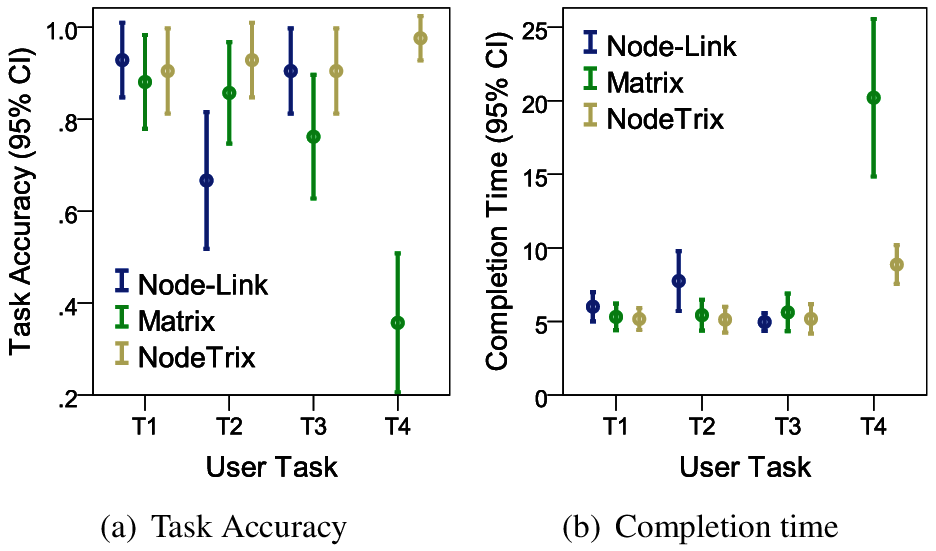 Task Accuracy (95% CI)
1.0
.8
.6
.4
.2
Node-Link
Matrix
NodeTrix
T1 T2 T3 T4
User Task
(a) Task Accuracy
Completion Time (95% CI)
25
20
15
10
5
0
Node-Link
Matrix
NodeTrix
T1 T2 T3 T4
User Task
(b) Completion time